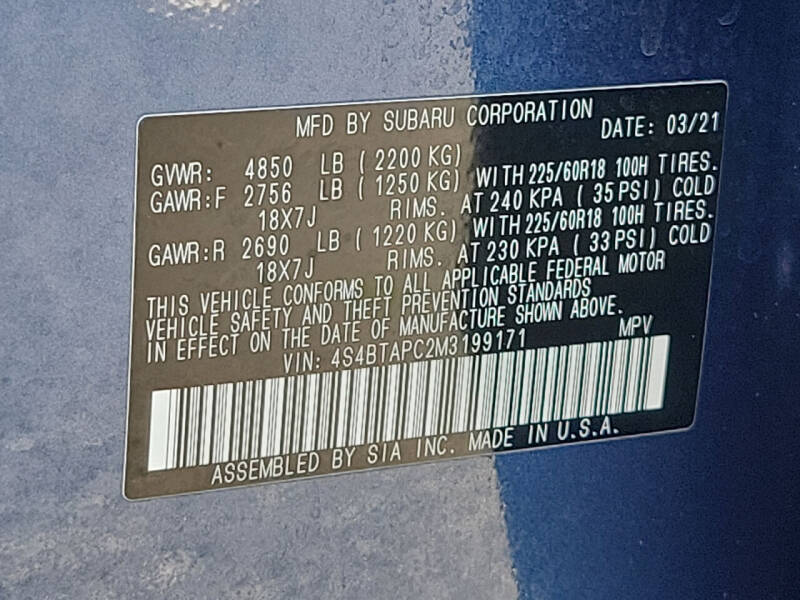 MFD BY SUBARU CORPORATION DATE: 03/21
GVWR: 4850 LB ( 2200 KG)
GAWR:F 2756 LB ( 1250 KG) WITH 225/60R18 100H TIRES.
18X7J RIMS. AT 240 KPA ( 35 PSI) COLD
GAWR:R 2690 LB ( 1220 KG) WITH 225/60R18 100H TIRES.
18X7J RIMS. AT 230 KPA ( 33 PSI) COLD
THIS VEHICLE CONFORMS TO ALL APPLICABLE FEDERAL MOTOR
VEHICLE SAFETY AND THEFT PREVENTION STANDARDS
IN EFFECT ON THE DATE OF MANUFACTURE SHOWN ABOVE.
VIN: 4S4BTAPC2M3199171 MPV
ASSEMBLED BY SIA INC. MADE IN U.S.A.